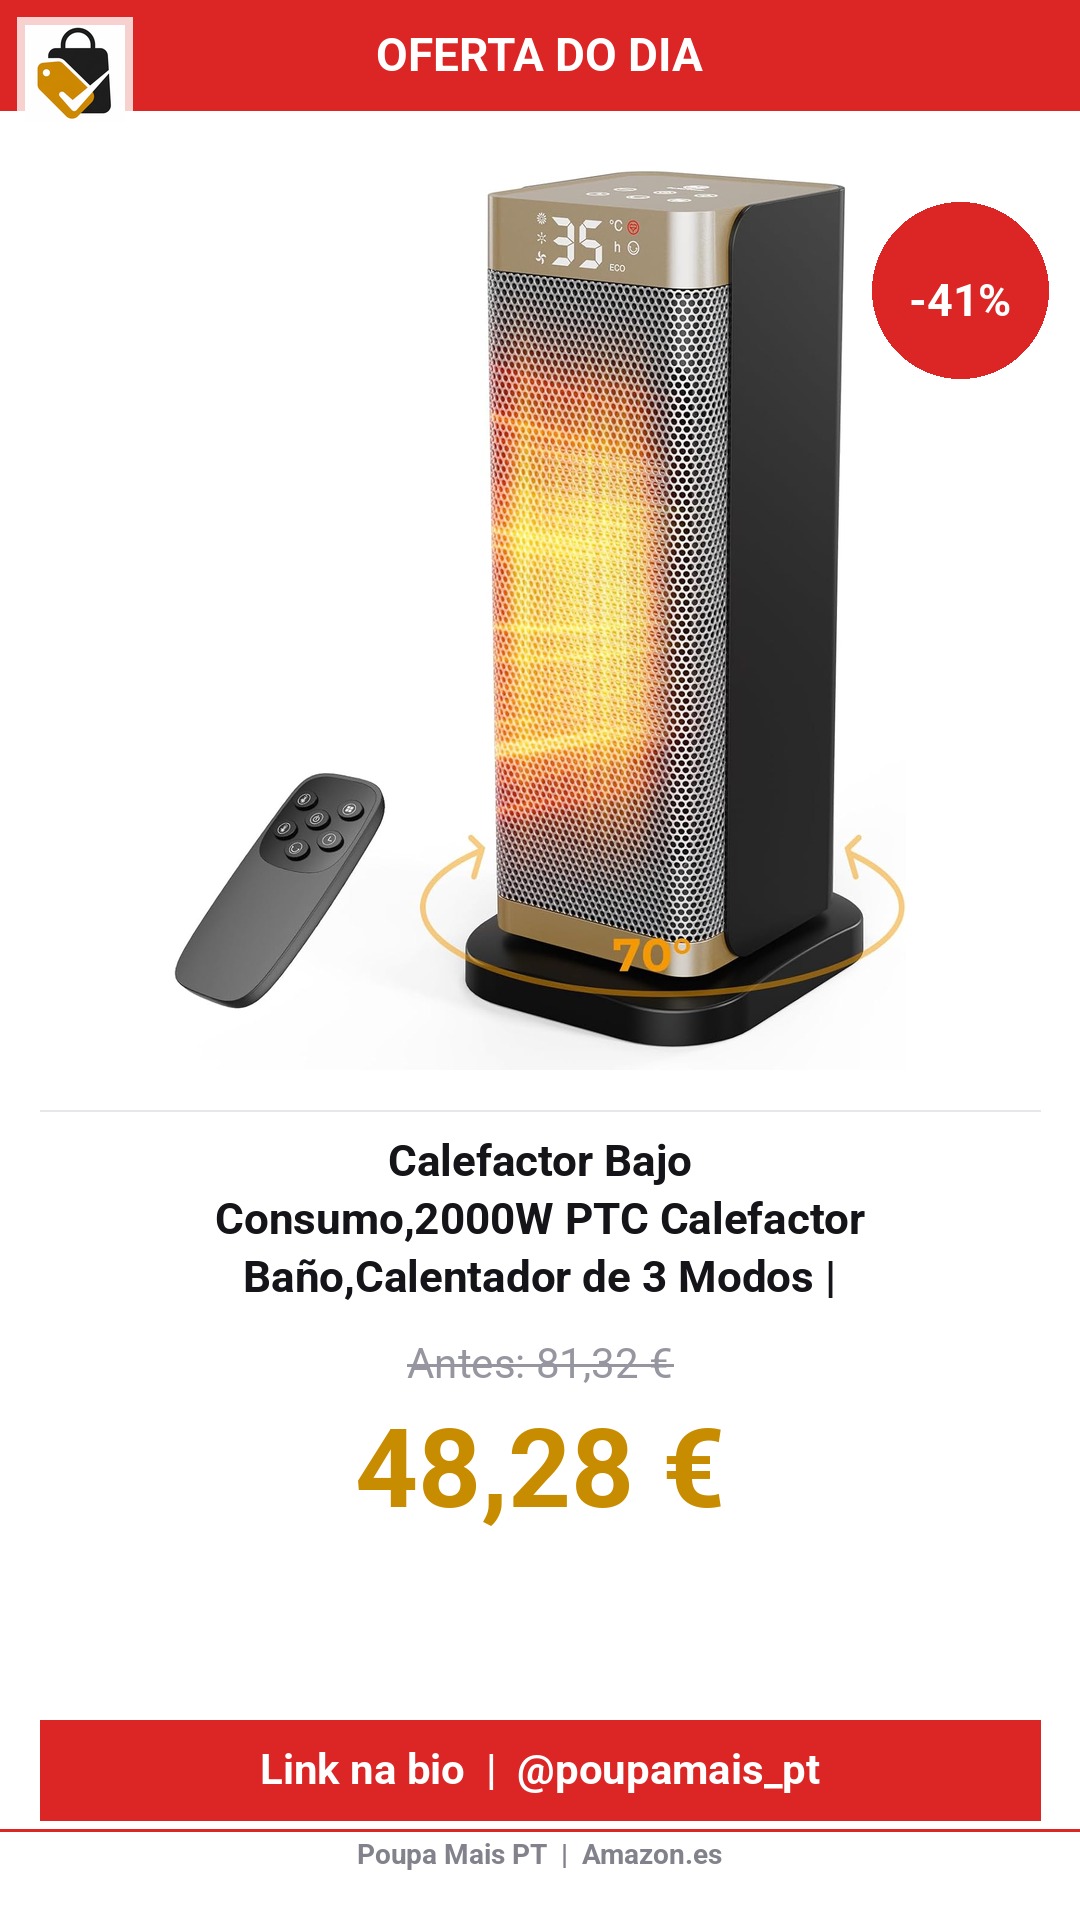 OFERTA DO DIA
35
°C
h
ECO
-41%
70°
Calefactor Bajo
Consumo,2000W PTC Calefactor
Baño,Calentador de 3 Modos |
Antes: 81,32 €
48,28 €
Link na bio | @poupamais_pt
Poupa Mais PT | Amazon.es